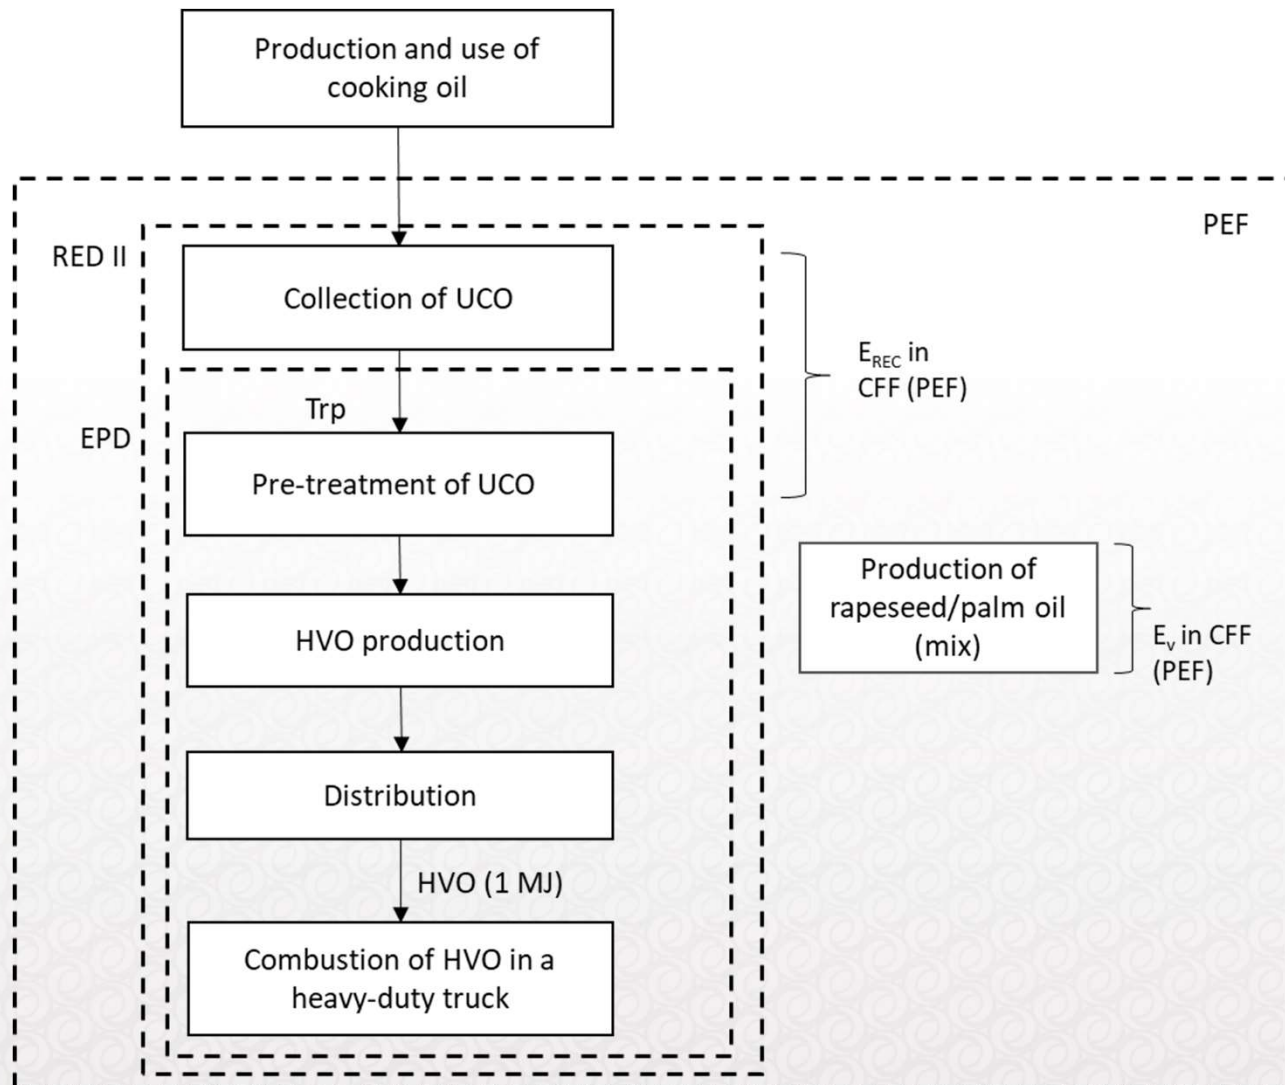 Production and use of
cooking oil
PEF
RED II
Collection of UCO
E_REC in
CFF (PEF)
Trp
EPD
Pre-treatment of UCO
Production of
rapeseed/palm oil
(mix)
E_v in CFF
(PEF)
HVO production
Distribution
HVO (1 MJ)
Combustion of HVO in a
heavy-duty truck